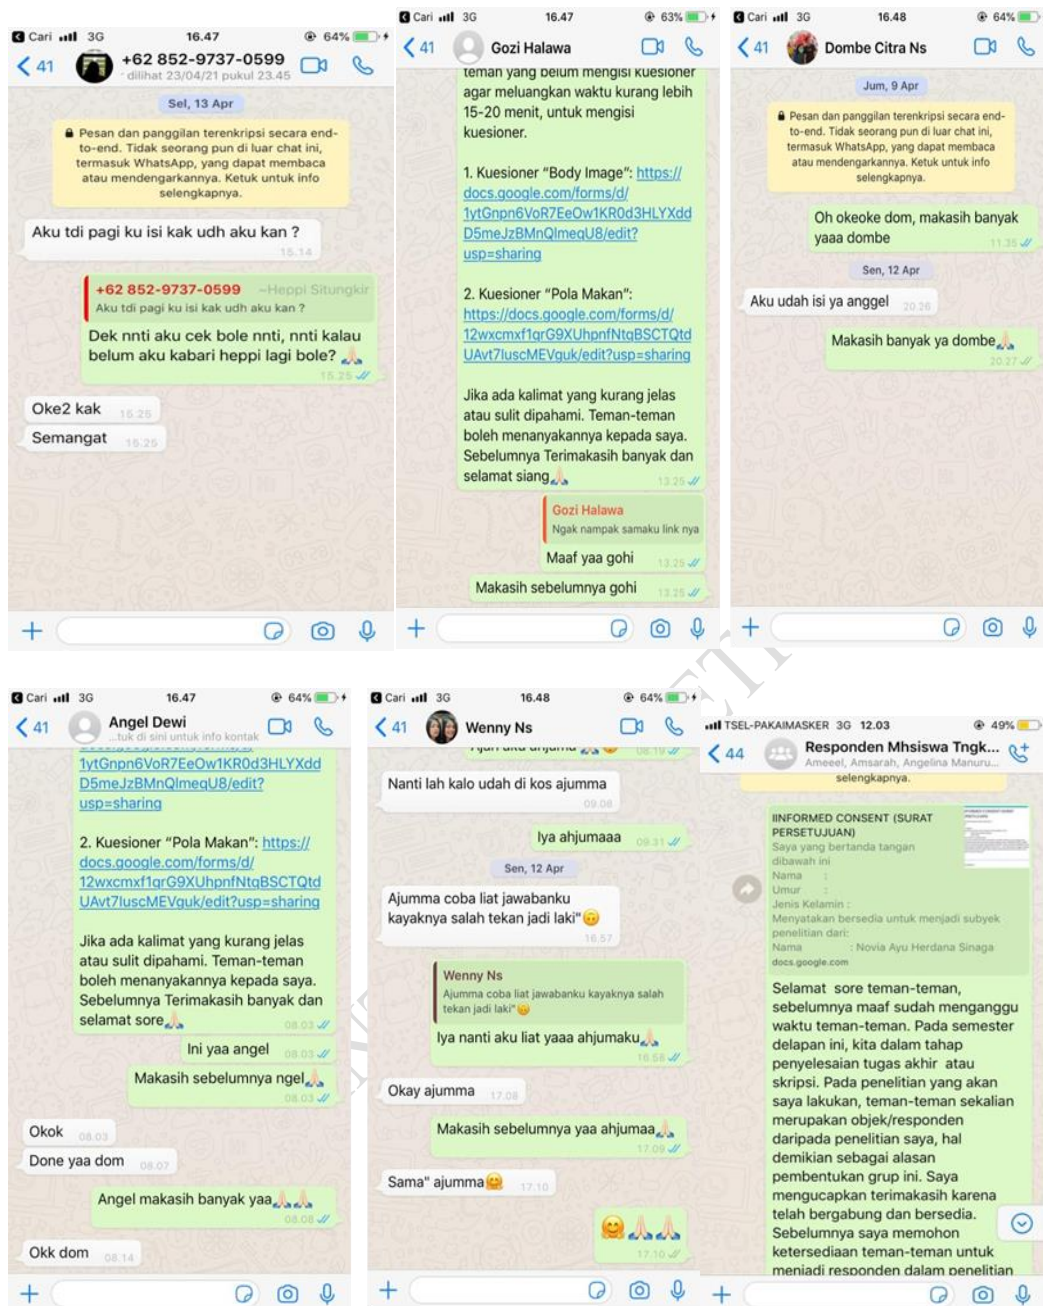 Cari 3G 16.47 64%
41 +62 852-9737-0599
dilihat 23/04/21 pukul 23.45
Sel, 13 Apr
Pesan dan panggilan terenkripsi secara end-
to-end. Tidak seorang pun di luar chat ini,
termasuk WhatsApp, yang dapat membaca
atau mendengarkannya. Ketuk untuk info
selengkapnya.
Aku tdi pagi ku isi kak udh aku kan ?
15.14
+62 852-9737-0599 ~Heppi Situngkir
Aku tdi pagi ku isi kak udh aku kan ?
Dek nnti aku cek bole nnti, nnti kalau
belum aku kabari heppi lagi bole? 🙏🏻
15.25
Oke2 kak 15.25
Semangat 15.25
Cari 3G 16.47 63%
41 Gozi Halawa
teman yang belum mengisi kuesioner
agar meluangkan waktu kurang lebih
15-20 menit, untuk mengisi
kuesioner.
1. Kuesioner “Body Image”: https://
docs.google.com/forms/d/
1ytGnpn6VoR7EeOw1KR0d3HLYXdd
D5meJzBMnQlmeqU8/edit?
usp=sharing
2. Kuesioner “Pola Makan”:
https://docs.google.com/forms/d/
12wxcmxf1qrG9XUhpnfNtqBSCTQtd
UAvt7IuscMEVguk/edit?usp=sharing
Jika ada kalimat yang kurang jelas
atau sulit dipahami. Teman-teman
boleh menanyakannya kepada saya.
Sebelumnya Terimakasih banyak dan
selamat siang🙏🏻
13.25
Gozi Halawa
Ngak nampak samaku link nya
Maaf yaa gohi 13.25
Makasih sebelumnya gohi 13.25
Cari 3G 16.48 64%
41 Dombe Citra Ns
Jum, 9 Apr
Pesan dan panggilan terenkripsi secara end-
to-end. Tidak seorang pun di luar chat ini,
termasuk WhatsApp, yang dapat membaca
atau mendengarkannya. Ketuk untuk info
selengkapnya.
Oh okeoke dom, makasih banyak
yaaa dombe 11.35
Sen, 12 Apr
Aku udah isi ya anggel 20.26
Makasih banyak ya dombe🙏🏻
20.27
Cari 3G 16.47 64%
41 Angel Dewi
...tuk di sini untuk info kontak
1ytGnpn6VoR7EeOw1KR0d3HLYXdd
D5meJzBMnQlmeqU8/edit?
usp=sharing
2. Kuesioner “Pola Makan”: https://
docs.google.com/forms/d/
12wxcmxf1qrG9XUhpnfNtqBSCTQtd
UAvt7IuscMEVguk/edit?usp=sharing
Jika ada kalimat yang kurang jelas
atau sulit dipahami. Teman-teman
boleh menanyakannya kepada saya.
Sebelumnya Terimakasih banyak dan
selamat sore🙏🏻 08.03
Ini yaa angel 08.03
Makasih sebelumnya ngel🙏🏻
08.03
Okok 08.03
Done yaa dom 08.07
Angel makasih banyak yaa🙏🏻🙏🏻
08.08
Okk dom 08.14
Cari 3G 16.48 64%
41 Wenny Ns
08.19
Nanti lah kalo udah di kos ajumma
09.08
Iya ahjumaaa 09.31
Sen, 12 Apr
Ajumma coba liat jawabanku
kayaknya salah tekan jadi laki"🙃
16.57
Wenny Ns
Ajumma coba liat jawabanku kayaknya salah
tekan jadi laki"🙃
Iya nanti aku liat yaaa ahjumaku🙏🏻
16.58
Okay ajumma 17.08
Makasih sebelumnya yaa ahjumaa🙏🏻
17.09
Sama" ajumma🤗 17.10
🤗🙏🏻🙏🏻
17.10
TSEL-PAKAIMASKER 3G 12.03 49%
44 Responden Mhsiswa Tngk...
Ameeel, Amsarah, Angelina Manuru...
selengkapnya.
IINFORMED CONSENT (SURAT
PERSETUJUAN)
Saya yang bertanda tangan
dibawah ini
Nama :
Umur :
Jenis Kelamin :
Menyatakan bersedia untuk menjadi subyek
penelitian dari:
Nama : Novia Ayu Herdana Sinaga
docs.google.com
Selamat sore teman-teman,
sebelumnya maaf sudah menganggu
waktu teman-teman. Pada semester
delapan ini, kita dalam tahap
penyelesaian tugas akhir atau
skripsi. Pada penelitian yang akan
saya lakukan, teman-teman sekalian
merupakan objek/responden
daripada penelitian saya, hal
demikian sebagai alasan
pembentukan grup ini. Saya
mengucapkan terimakasih karena
telah bergabung dan bersedia.
Sebelumnya saya memohon
ketersediaan teman-teman untuk
menjadi responden dalam penelitian